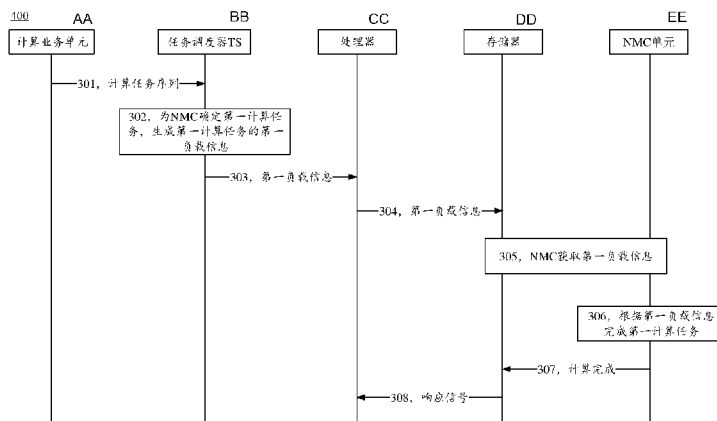 400
AA
BB
CC
DD
EE
计算业务单元
任务调度器TS
处理器
存储器
NMC单元
301，计算任务序列
302，为NMC确定第一计算任
务，生成第一计算任务的第一
负载信息
303，第一负载信息
304，第一负载信息
305，NMC获取第一负载信息
306，根据第一负载信息
完成第一计算任务
307，计算完成
308，响应信号